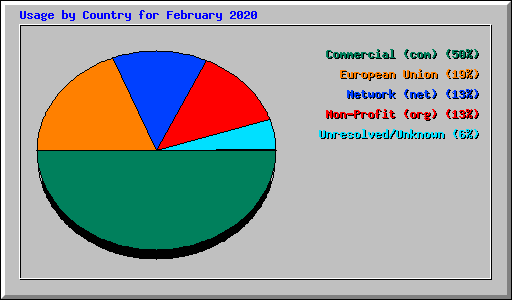 Usage by Country for February 2020
Commercial (com) (50%)
European Union (19%)
Network (net) (13%)
Non-Profit (org) (13%)
Unresolved/Unknown (6%)